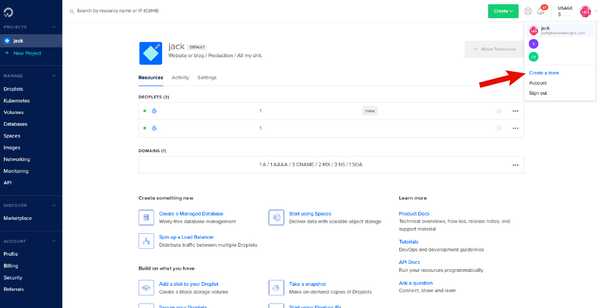 PROJECTS
jack
+ New Project
MANAGE
Droplets
Kubernetes
Volumes
Databases
Spaces
Images
Networking
Monitoring
API
DISCOVER
Marketplace
ACCOUNT
Profile
Billing
Security
Referrals
Search by resource name or IP (Ctrl+B)
Create
USAGE
$
jack
Create a team
Account
Sign out
jack DEFAULT
Website or blog / Production / All my shit.
Move Resources
Resources Activity Settings
DROPLETS (2)
1
1
DOMAINS (1)
1 A / 1 AAAA / 3 CNAME / 2 MX / 3 NS / 1 SOA
Create something new
Create a Managed Database
Worry-free database management
Start using Spaces
Deliver data with scalable object storage
Spin up a Load Balancer
Distribute traffic between multiple Droplets
Build on what you have
Add a disk to your Droplet
Create a block storage volume
Take a snapshot
Make on-demand copies of Droplets
Learn more
Product Docs
Technical overviews, how-tos, release notes, and
support material
Tutorials
DevOps and development guidelines
API Docs
Run your resources programmatically
Ask a question
Connect, share and learn